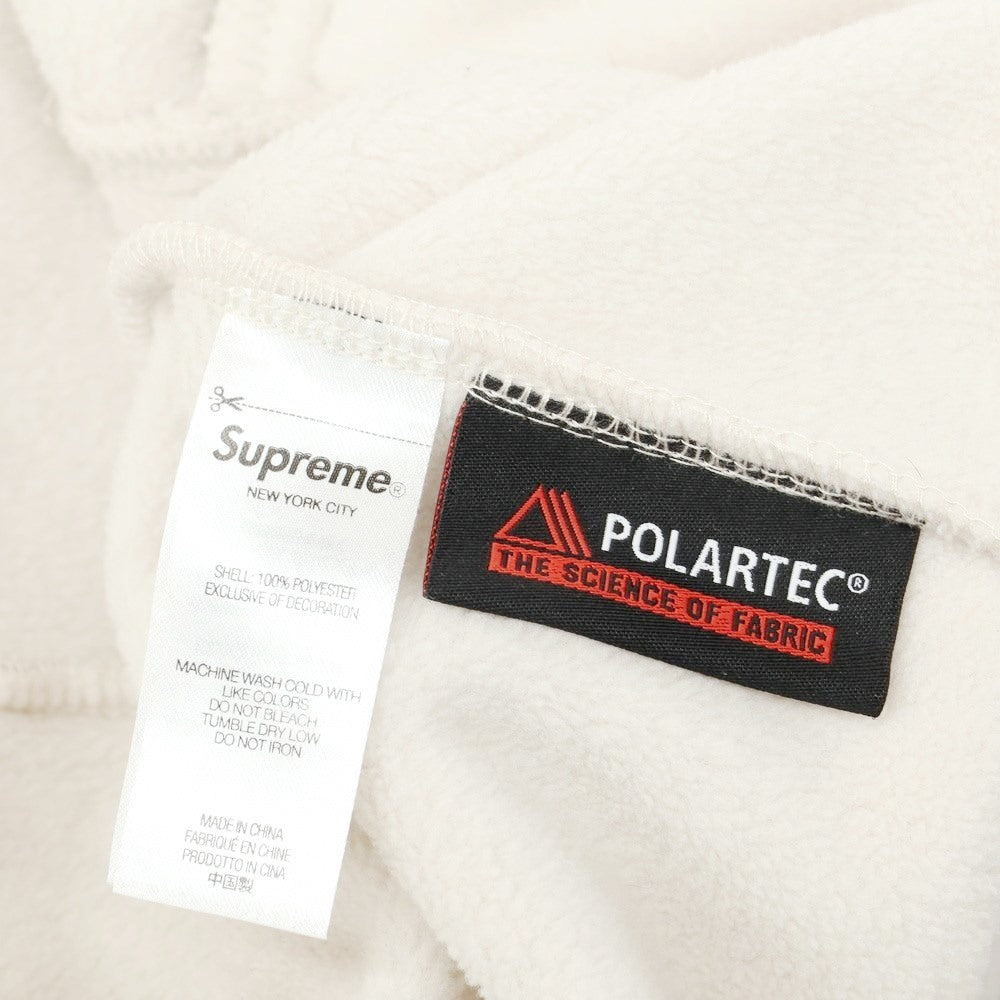 Supreme®
NEW YORK CITY
SHELL: 100% POLYESTER
EXCLUSIVE OF DECORATION
MACHINE WASH COLD WITH
LIKE COLORS
DO NOT BLEACH
TUMBLE DRY LOW
DO NOT IRON
MADE IN CHINA
FABRIQUÉ EN CHINE
PRODOTTO IN CINA
中国製
POLARTEC®
THE SCIENCE OF FABRIC